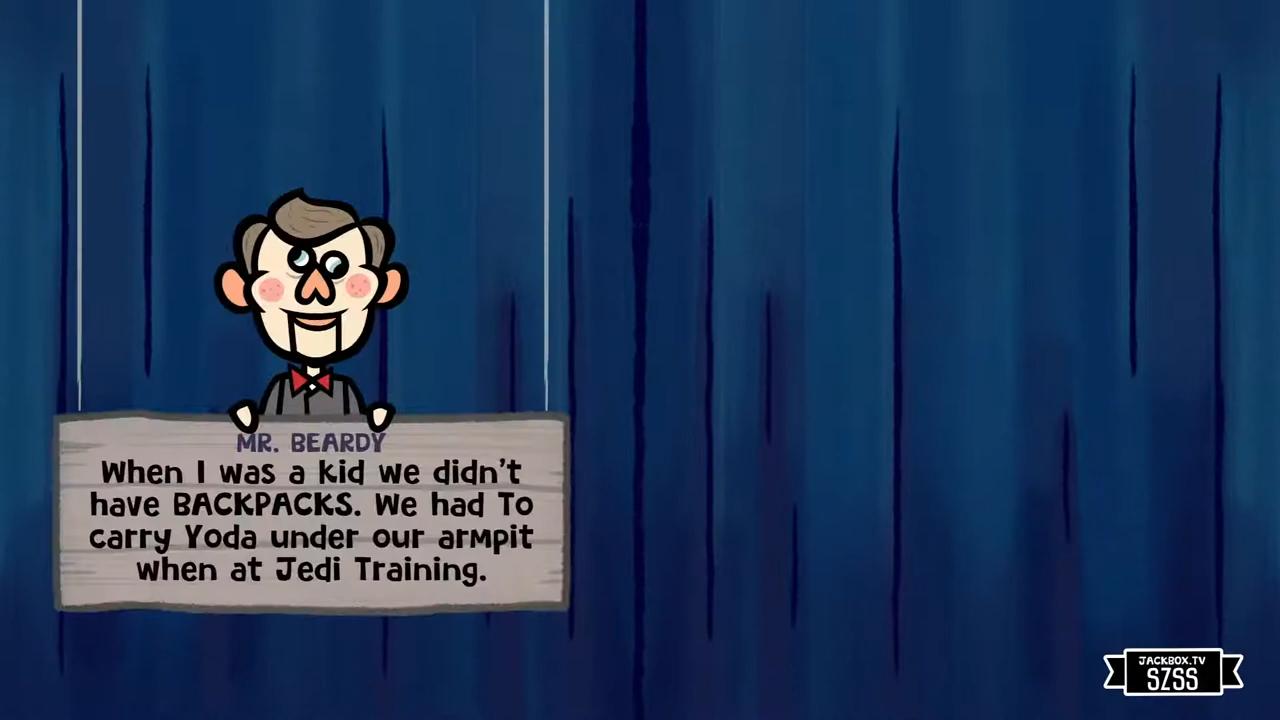 MR. BEARDY
When I was a kid we didn't
have BACKPACKS. We had To
carry Yoda under our armpit
when at Jedi Training.
JACKBOX.TV
SZSS